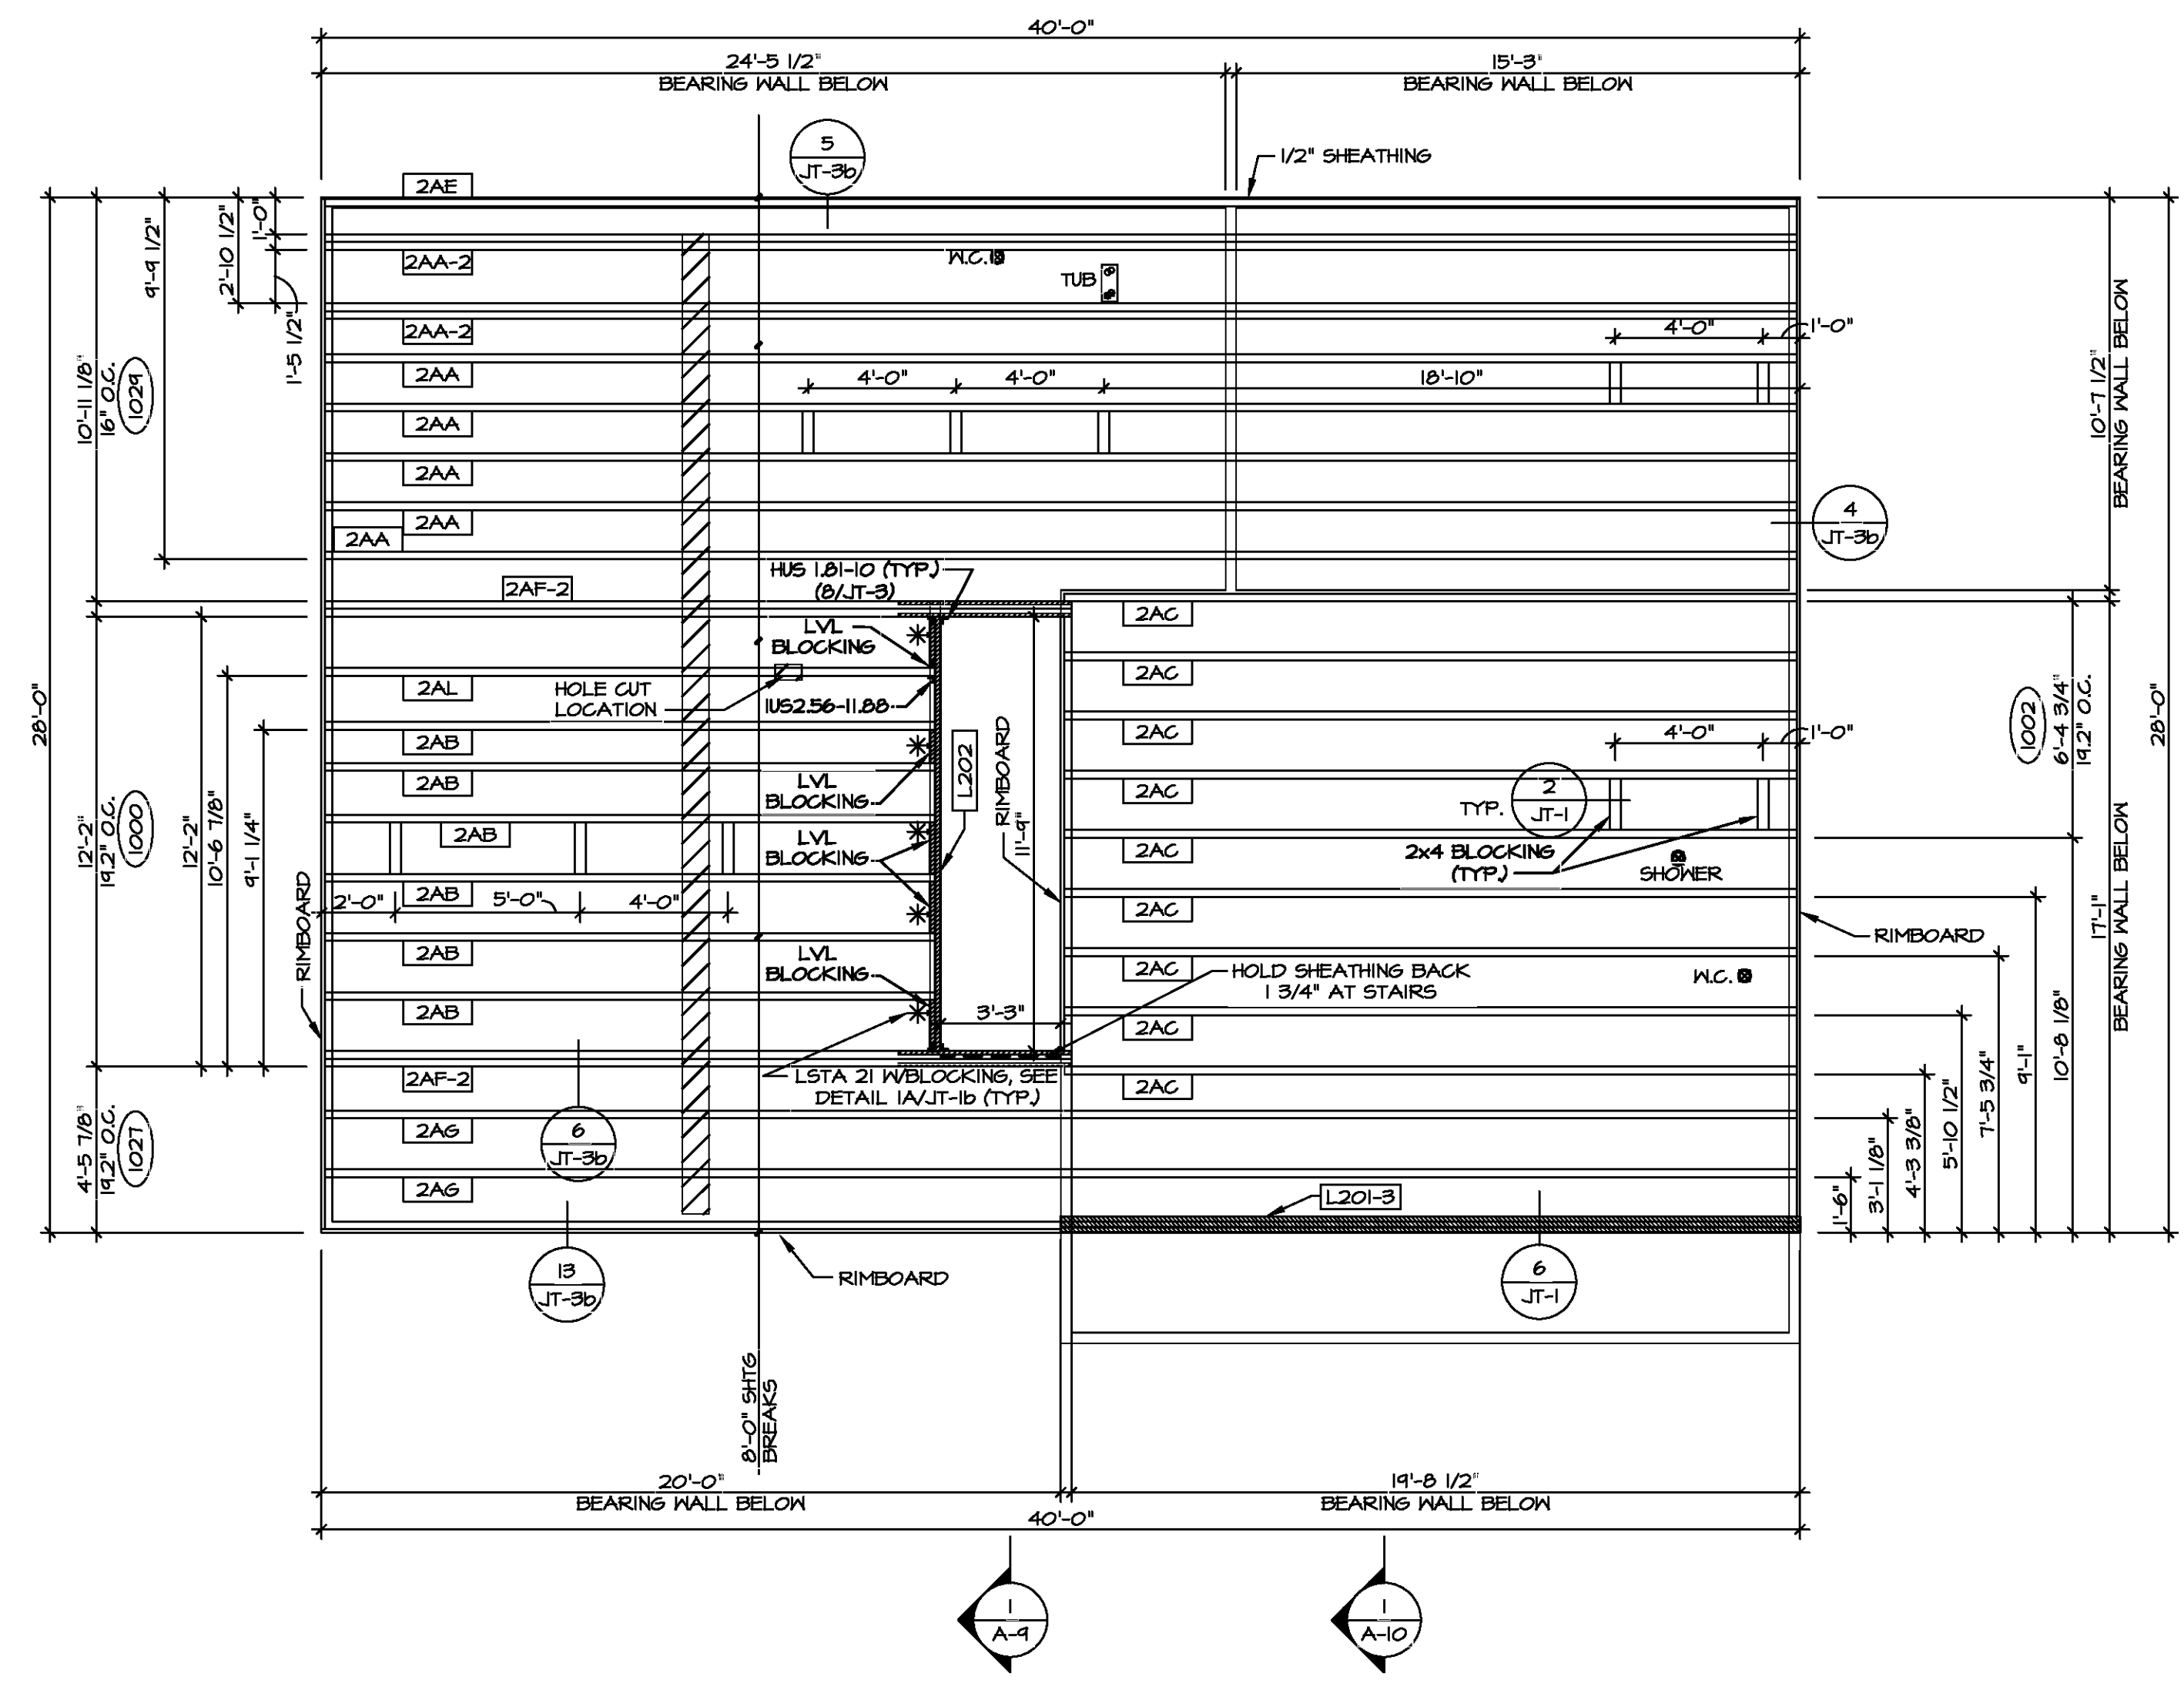 40'-0"
24'-5 1/2"
BEARING WALL BELOW
15'-3"
BEARING WALL BELOW
5
JT-3b
1/2" SHEATHING
2AE
1'-0"
2'-10 1/2"
9'-9 1/2"
1'-5 1/2"
2AA-2
W.C.
TUB
2AA-2
4'-0"
1'-0"
2AA
4'-0"
4'-0"
18'-10"
2AA
2AA
2AA
2AA
10'-11 1/8"
16" O.C.
1029
10'-7 1/2"
BEARING WALL BELOW
4
JT-3b
HUS 1.81-10 (TYP.)
(8/JT-3)
2AF-2
2AC
LVL
BLOCKING
2AL
HOLE CUT
LOCATION
IUS2.56-11.88
2AC
28'-0"
2AB
L202
RIMBOARD
2AC
4'-0"
1'-0"
1002
6'-4 3/4"
19.2" O.C.
28'-0"
2AB
LVL
BLOCKING
2AC
TYP.
2
JT-1
12'-2"
19.2" O.C.
1000
12'-2"
10'-6 7/8"
9'-1 1/4"
2AB
LVL
BLOCKING
11'-9"
2AC
2x4 BLOCKING
(TYP.)
SHOWER
2AB
2'-0"
5'-0"
4'-0"
2AC
RIMBOARD
RIMBOARD
17'-1"
BEARING WALL BELOW
2AB
LVL
BLOCKING
2AC
HOLD SHEATHING BACK
1 3/4" AT STAIRS
W.C.
2AB
3'-3"
2AC
2AF-2
LSTA 21 W/BLOCKING, SEE
DETAIL 1A/JT-1b (TYP.)
2AC
1'-6"
3'-1 1/8"
4'-3 3/8"
5'-10 1/2"
7'-5 3/4"
9'-1"
10'-8 1/8"
4'-5 7/8"
19.2" O.C.
1027
2AG
6
JT-3b
2AG
L201-3
13
JT-3b
RIMBOARD
6
JT-1
8'-0" SHTG
BREAKS
20'-0"
BEARING WALL BELOW
19'-8 1/2"
BEARING WALL BELOW
40'-0"
1
A-9
1
A-10